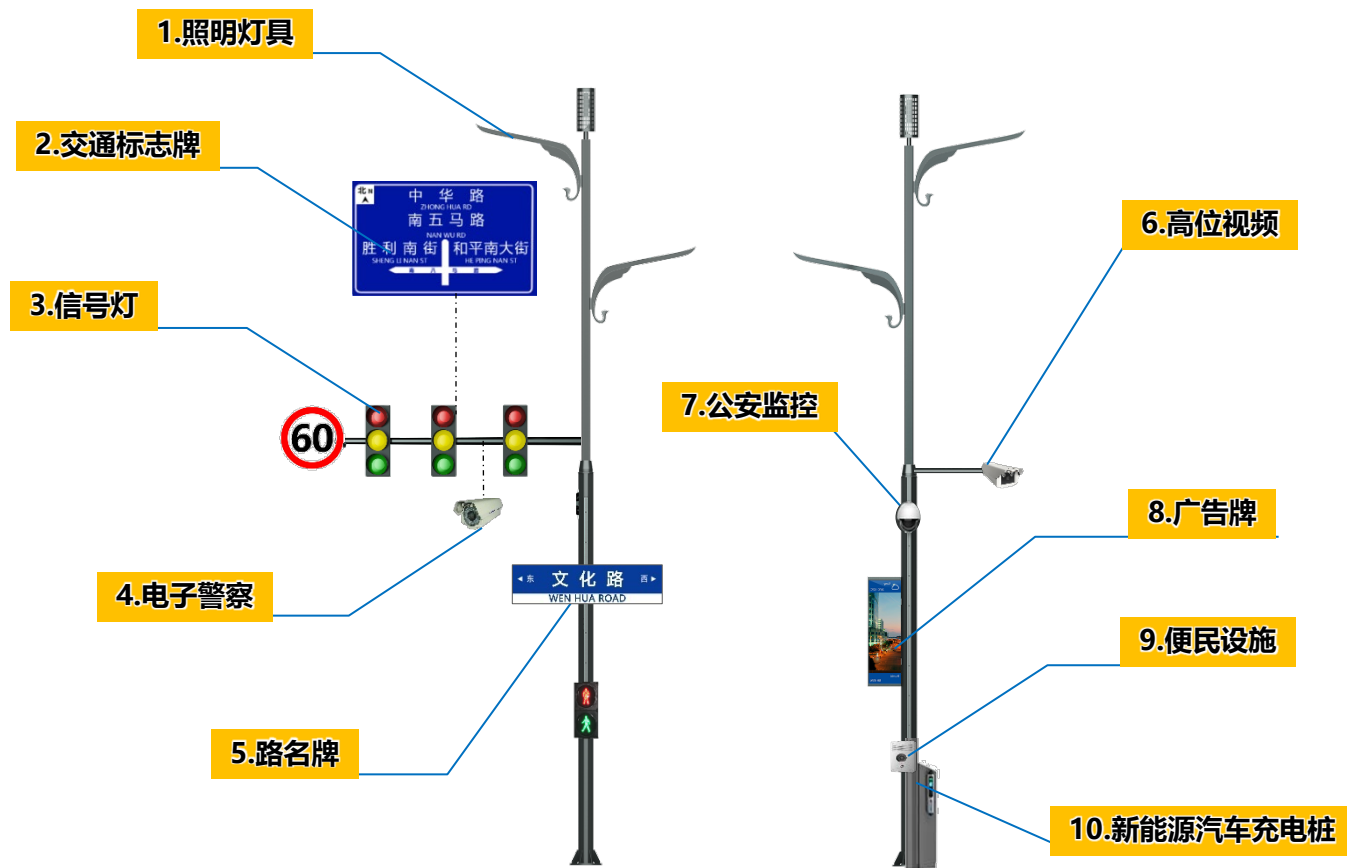 1.照明灯具
2.交通标志牌
北
中华路
ZHONG HUA RD
南五马路
NAN WU RD
胜利南街 和平南大街
SHENG LI NAN ST HE PING NAN ST
3.信号灯
60
4.电子警察
东 文化路 西
WEN HUA ROAD
5.路名牌
6.高位视频
7.公安监控
8.广告牌
9.便民设施
10.新能源汽车充电桩